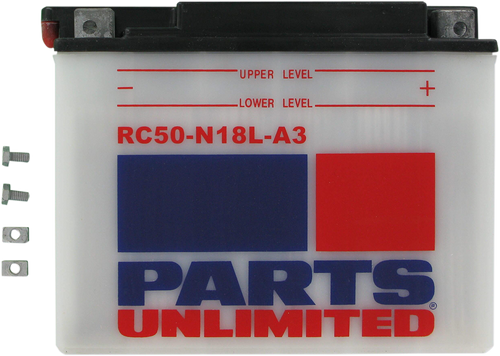 UPPER LEVEL
- +
LOWER LEVEL
RC50-N18L-A3
PARTS
UNLIMITED®